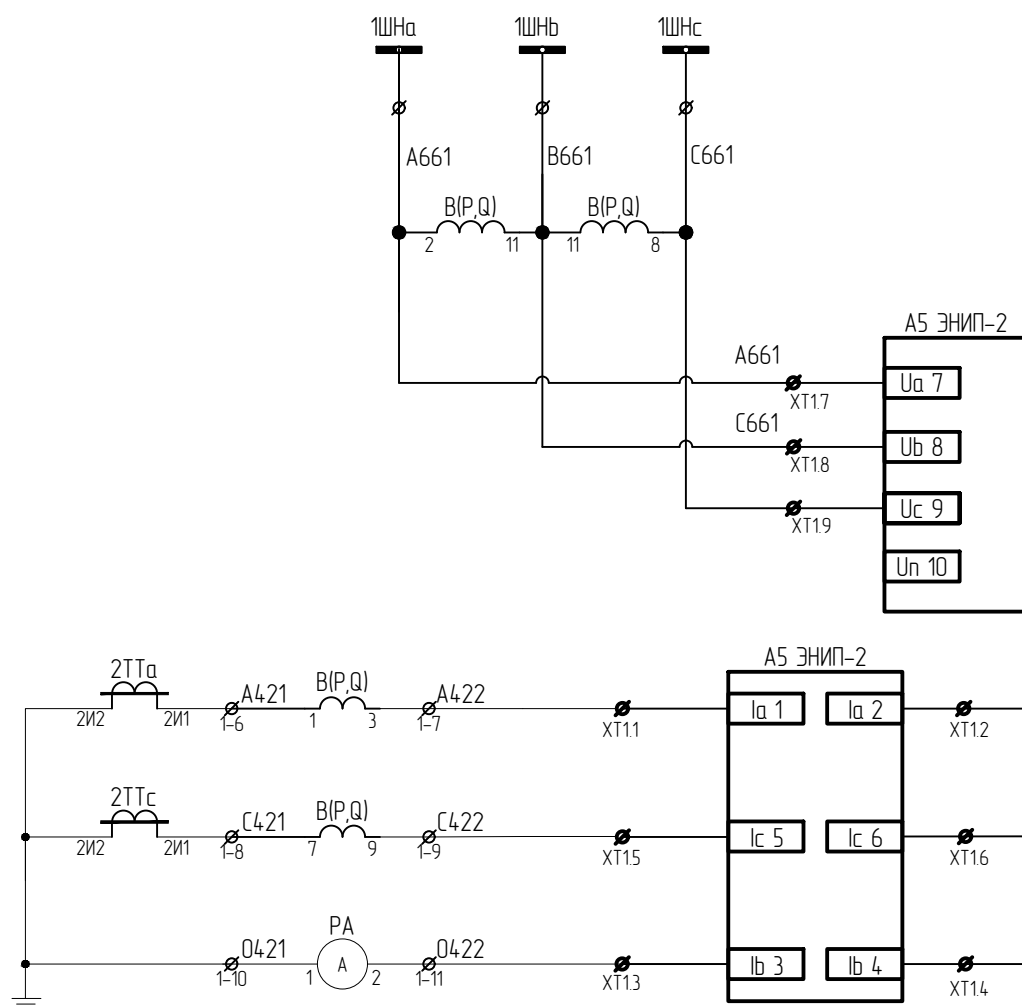 1ШНа 1ШНb 1ШНс
А661 В661 С661
В(P,Q) В(P,Q)
2 11 11 8
А5 ЭНИП-2
А661
Ua 7
ХТ1.7
С661
Ub 8
ХТ1.8
Uc 9
ХТ1.9
Un 10
А5 ЭНИП-2
2ТТа А421 В(P,Q) А422
Ia 1 Ia 2
2И2 2И1 1-6 1 3 1-7 ХТ1.1 ХТ1.2
2ТТс С421 В(P,Q) С422
Ic 5 Ic 6
2И2 2И1 1-8 7 9 1-9 ХТ1.5 ХТ1.6
РА
О421 А О422
Ib 3 Ib 4
1-10 1 2 1-11 ХТ1.3 ХТ1.4